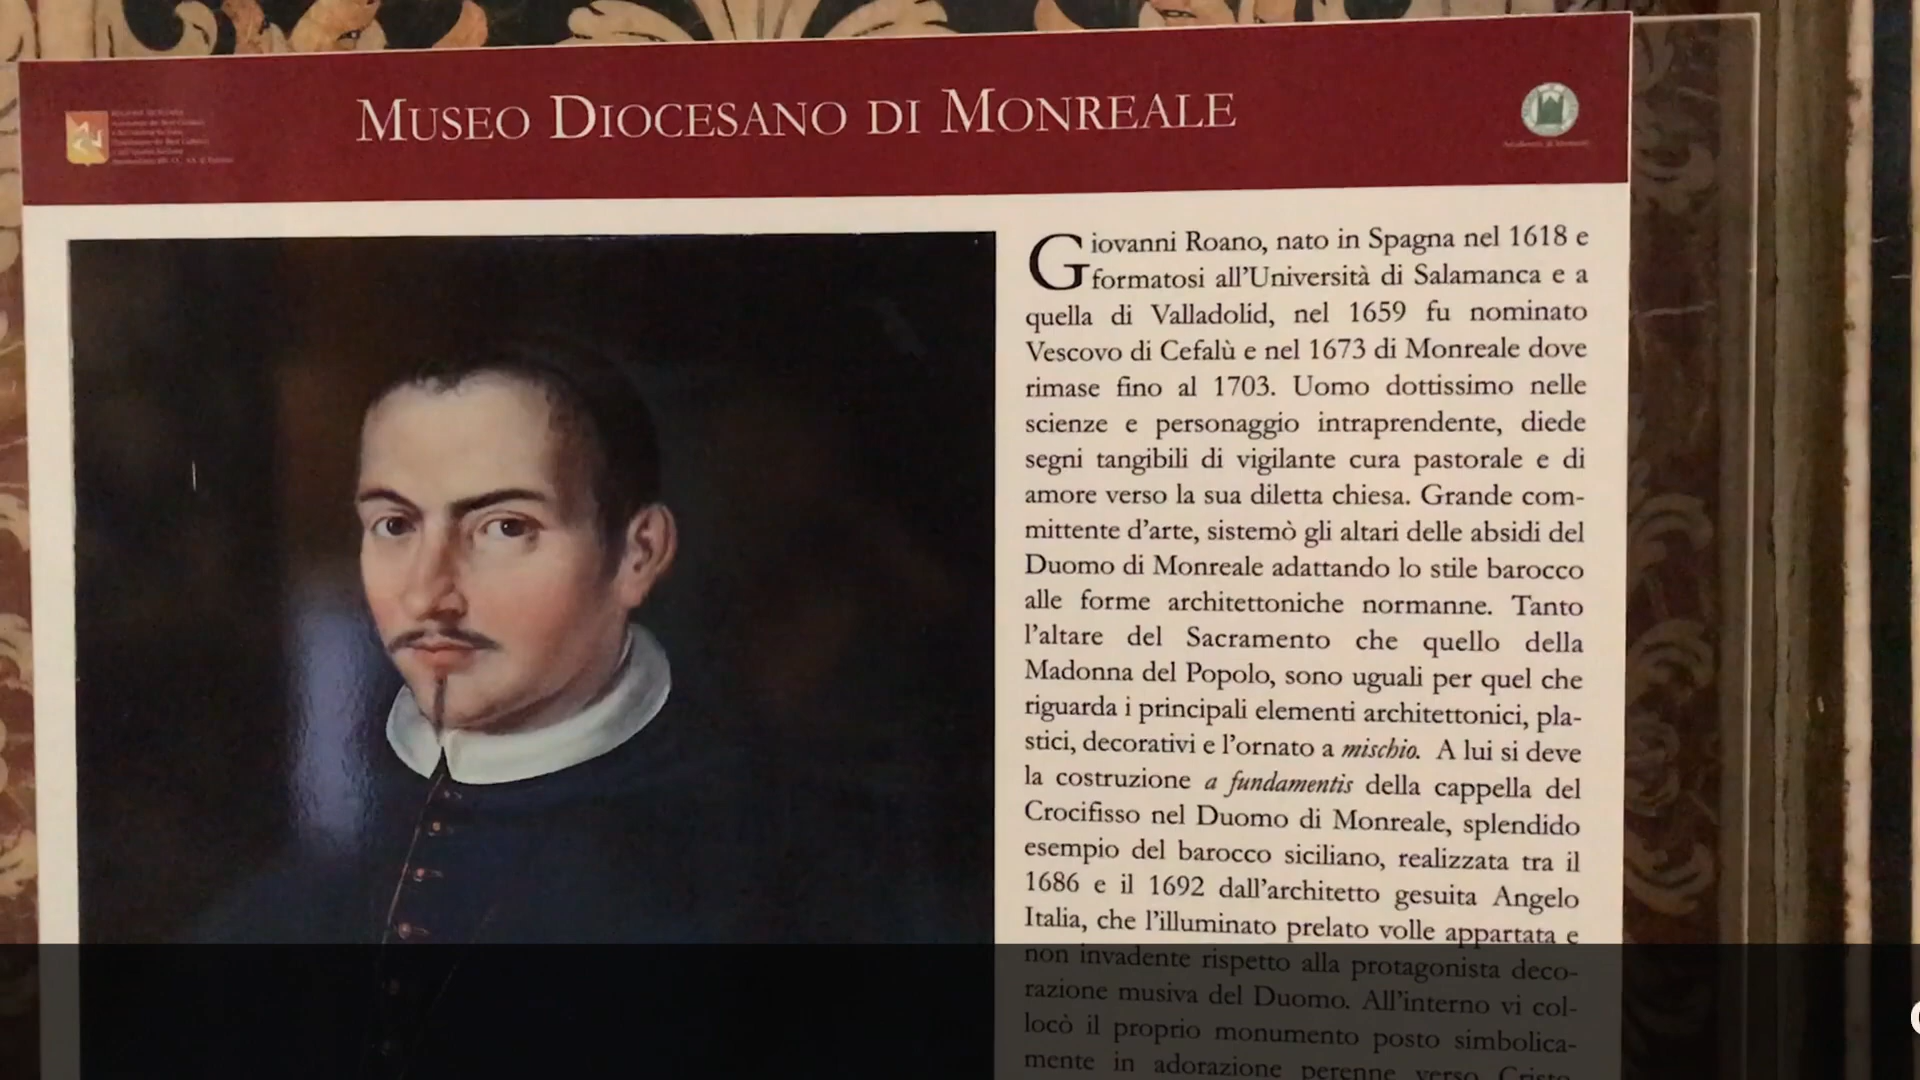 MUSEO DIOCESANO DI MONREALE
Giovanni Roano, nato in Spagna nel 1618 e
formatosi all'Università di Salamanca e a
quella di Valladolid, nel 1659 fu nominato
Vescovo di Cefalù e nel 1673 di Monreale dove
rimase fino al 1703. Uomo dottissimo nelle
scienze e personaggio intraprendente, diede
segni tangibili di vigilante cura pastorale e di
amore verso la sua diletta chiesa. Grande com-
mittente d'arte, sistemò gli altari delle absidi del
Duomo di Monreale adattando lo stile barocco
alle forme architettoniche normanne. Tanto
l'altare del Sacramento che quello della
Madonna del Popolo, sono uguali per quel che
riguarda i principali elementi architettonici, pla-
stici, decorativi e l'ornato a mischio. A lui si deve
la costruzione a fundamentis della cappella del
Crocifisso nel Duomo di Monreale, splendido
esempio del barocco siciliano, realizzata tra il
1686 e il 1692 dall'architetto gesuita Angelo
Italia, che l'illuminato prelato volle appartata e
non invadente rispetto alla protagonista deco-
razione musiva del Duomo. All'interno vi col-
locò il proprio monumento posto simbolica-
mente in adorazione perenne verso Cristo